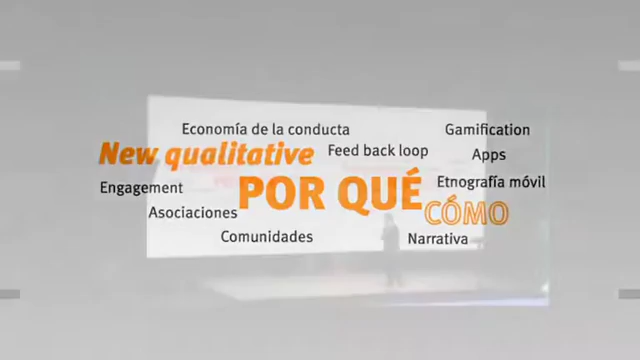 Economía de la conducta
Gamification
New qualitative
Feed back loop
Apps
Engagement
POR QUÉ
Etnografía móvil
Asociaciones
CÓMO
Comunidades
Narrativa